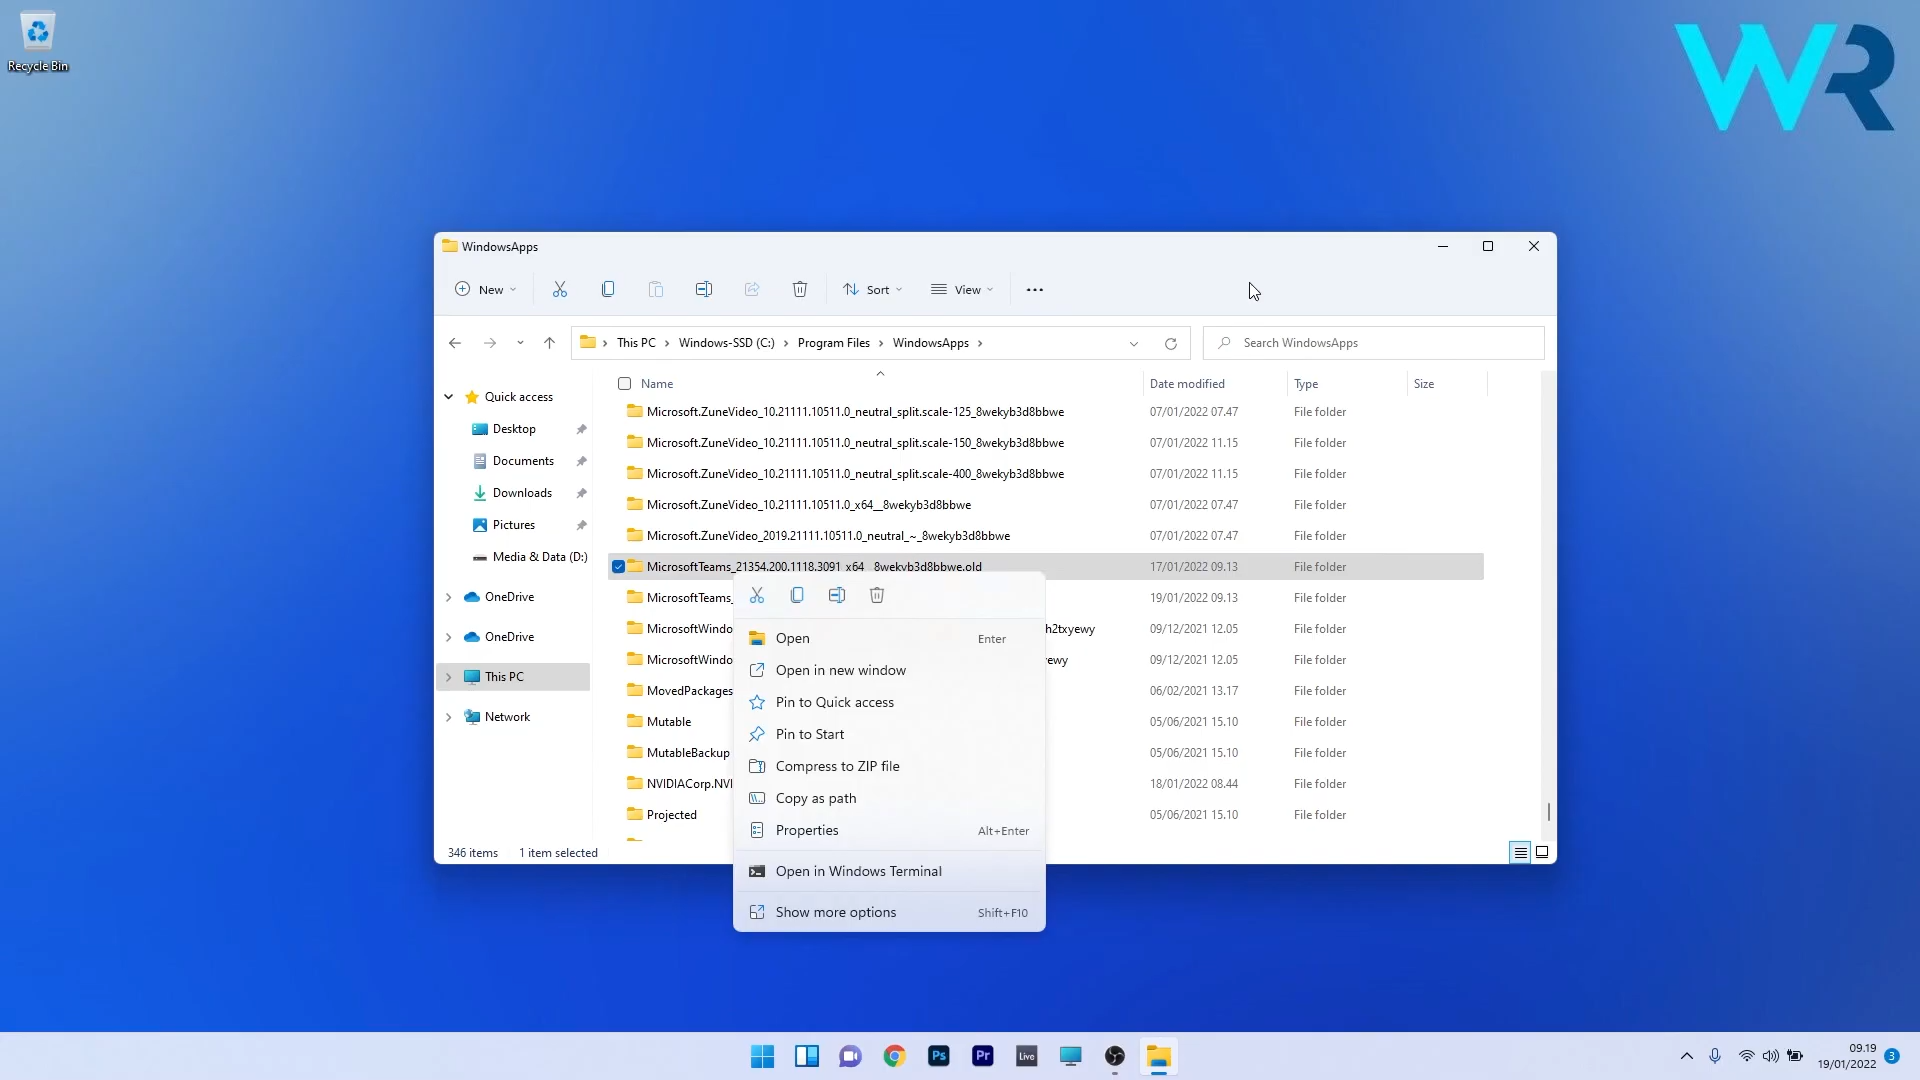 Recycle Bin
WR
WindowsApps
New
Sort
View
This PC
Windows-SSD (C:)
Program Files
WindowsApps
Search WindowsApps
Name
Date modified
Type
Size
Quick access
Desktop
Documents
Downloads
Pictures
Media & Data (D:)
OneDrive
OneDrive
This PC
Network
Microsoft.ZuneVideo_10.21111.10511.0_neutral_split.scale-125_8wekyb3d8bbwe 07/01/2022 07.47 File folder
Microsoft.ZuneVideo_10.21111.10511.0_neutral_split.scale-150_8wekyb3d8bbwe 07/01/2022 11.15 File folder
Microsoft.ZuneVideo_10.21111.10511.0_neutral_split.scale-400_8wekyb3d8bbwe 07/01/2022 11.15 File folder
Microsoft.ZuneVideo_10.21111.10511.0_x64__8wekyb3d8bbwe 07/01/2022 07.47 File folder
Microsoft.ZuneVideo_2019.21111.10511.0_neutral_~_8wekyb3d8bbwe 07/01/2022 07.47 File folder
MicrosoftTeams_21354.200.1118.3091_x64__8wekyb3d8bbwe.old 17/01/2022 09.13 File folder
MicrosoftTeams_ 19/01/2022 09.13 File folder
MicrosoftWindo h2txyewy 09/12/2021 12.05 File folder
MicrosoftWindo ewy 09/12/2021 12.05 File folder
MovedPackages 06/02/2021 13.17 File folder
Mutable 05/06/2021 15.10 File folder
MutableBackup 05/06/2021 15.10 File folder
NVIDIACorp.NVI 18/01/2022 08.44 File folder
Projected 05/06/2021 15.10 File folder
Open Enter
Open in new window
Pin to Quick access
Pin to Start
Compress to ZIP file
Copy as path
Properties Alt+Enter
Open in Windows Terminal
Show more options Shift+F10
346 items 1 item selected
Ps
Pr
Live
09.19
19/01/2022
3